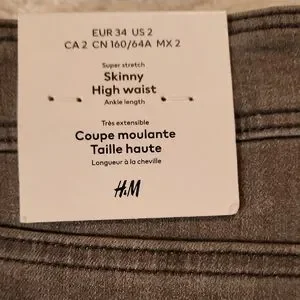 EUR 34 US 2
CA 2 CN 160/64A MX 2
Super stretch
Skinny
High waist
Ankle length
Très extensible
Coupe moulante
Taille haute
Longueur à la cheville
H&M